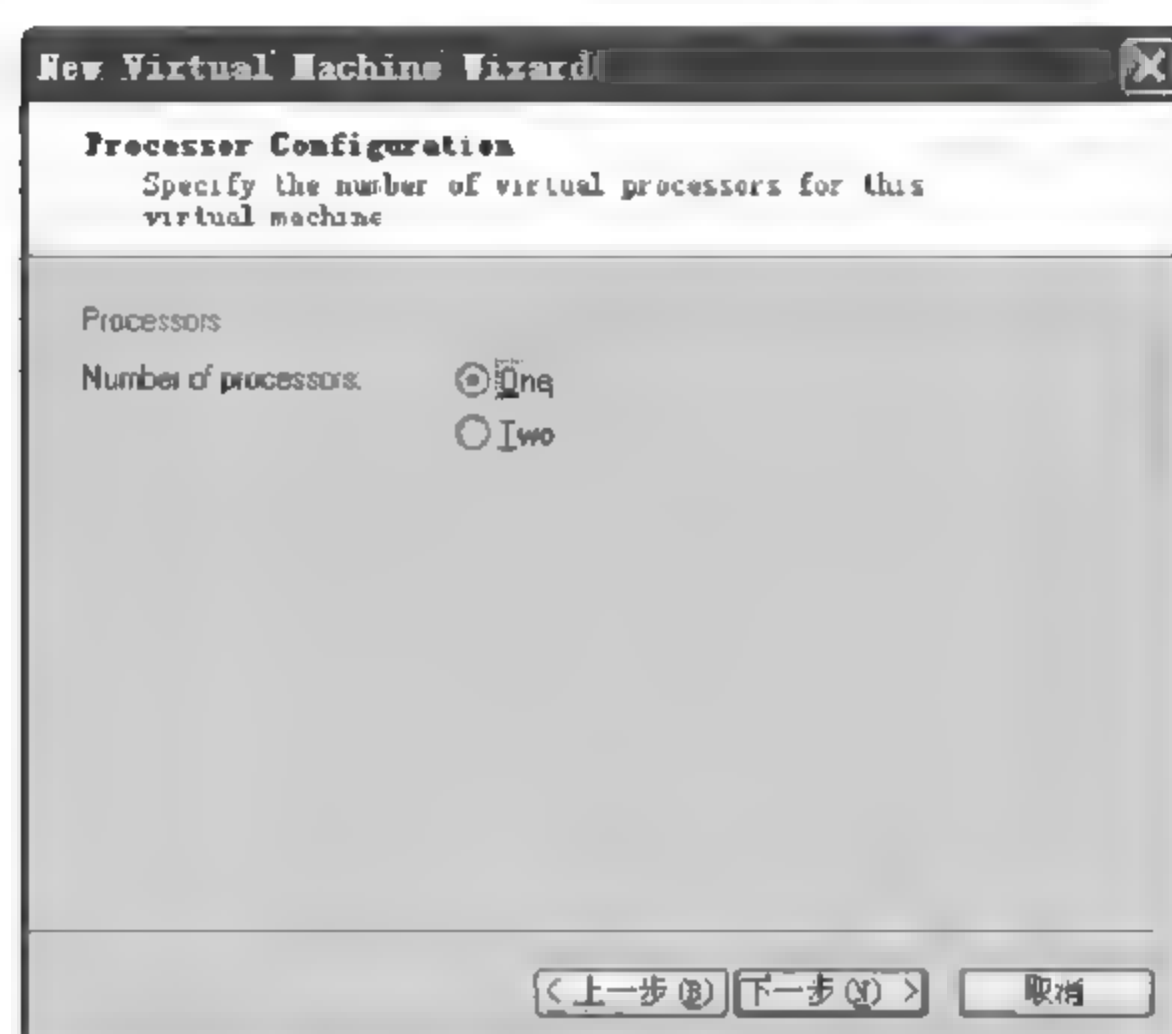 New Virtual Machine Wizard
Processor Configuration
Specify the number of virtual processors for this
virtual machine
Processors
Number of processors:
One
Two
< 上一步(B)
下一步(N) >
取消